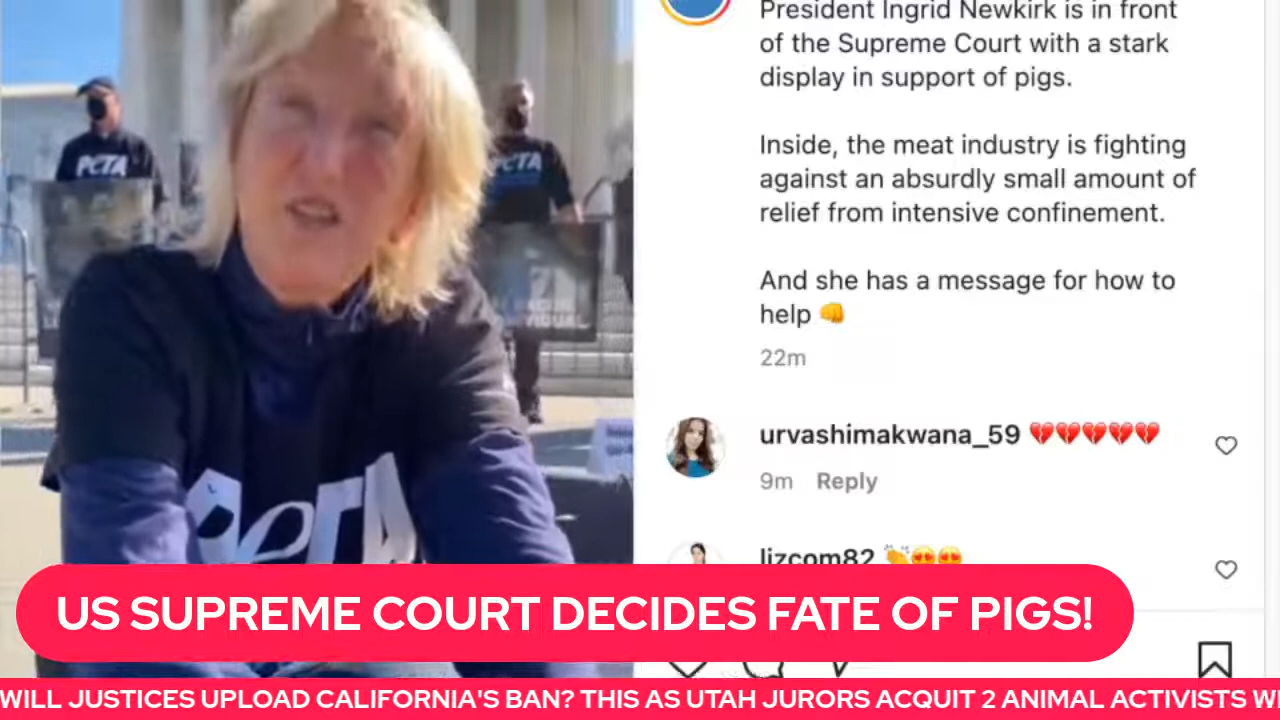 President Ingrid Newkirk is in front
of the Supreme Court with a stark
display in support of pigs.
Inside, the meat industry is fighting
against an absurdly small amount of
relief from intensive confinement.
And she has a message for how to
help 👊
22m
urvashimakwana_59 💔💔💔💔💔
9m Reply
lizcom82 👏😍😍
PETA
PETA
PeTA
US SUPREME COURT DECIDES FATE OF PIGS!
WILL JUSTICES UPLOAD CALIFORNIA'S BAN? THIS AS UTAH JURORS ACQUIT 2 ANIMAL ACTIVISTS W